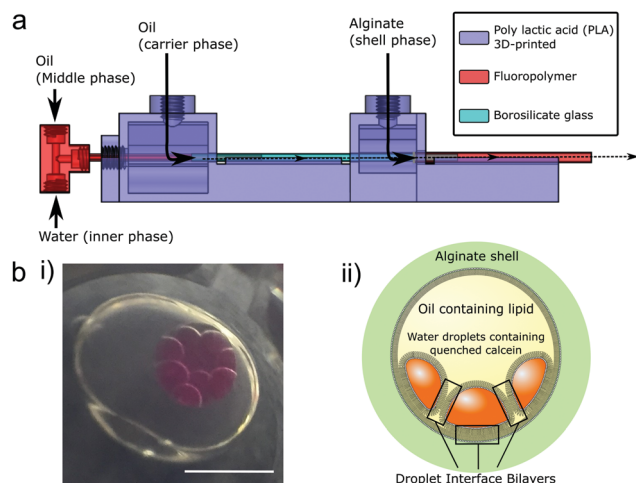 a
Oil
(Middle phase)
Oil
(carrier phase)
Alginate
(shell phase)
Poly lactic acid (PLA)
3D-printed
Fluoropolymer
Borosilicate glass
Water (inner phase)
b i)
ii)
Alginate shell
Oil containing lipid
Water droplets containing
quenched calcein
Droplet Interface Bilayers